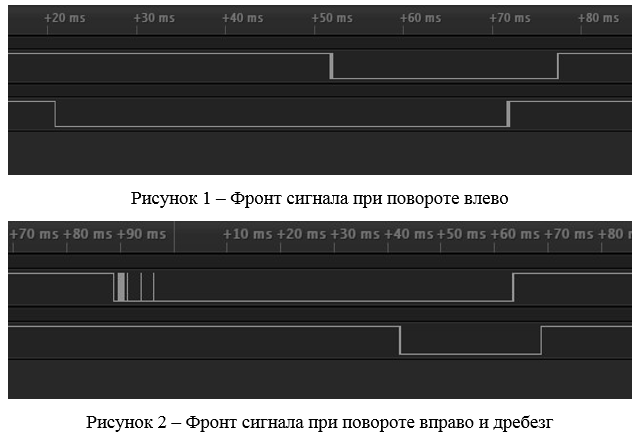 +20 ms +30 ms +40 ms +50 ms +60 ms +70 ms +80 ms
Рисунок 1 – Фронт сигнала при повороте влево
+70 ms +80 ms +90 ms +10 ms +20 ms +30 ms +40 ms +50 ms +60 ms +70 ms +80 m
Рисунок 2 – Фронт сигнала при повороте вправо и дребезг